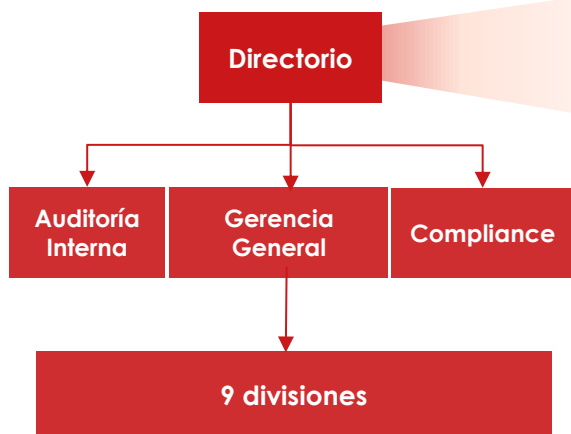 Directorio
Auditoría
Interna
Gerencia
General
Compliance
9 divisiones